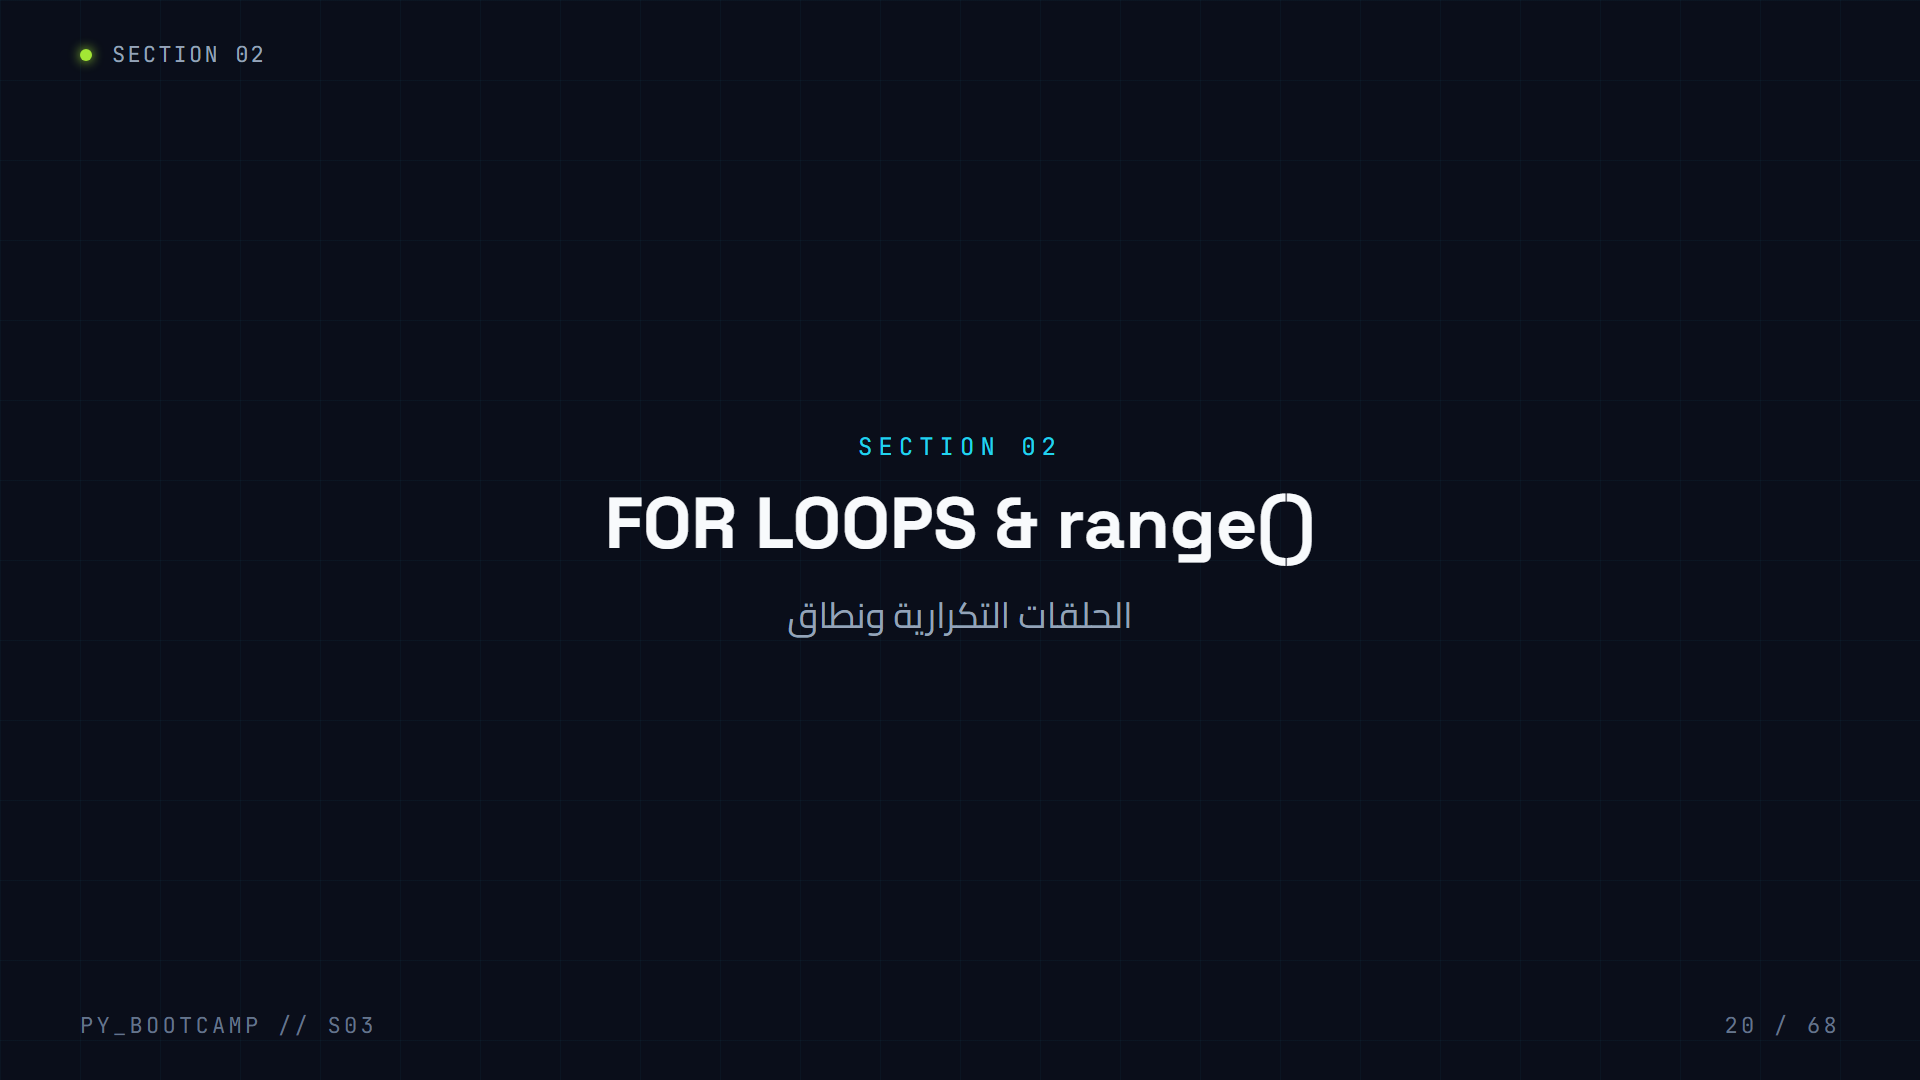 SECTION 02
SECTION 02
FOR LOOPS & range()
الحلقات التكرارية ونطاق
PY_BOOTCAMP // S03
20 / 68